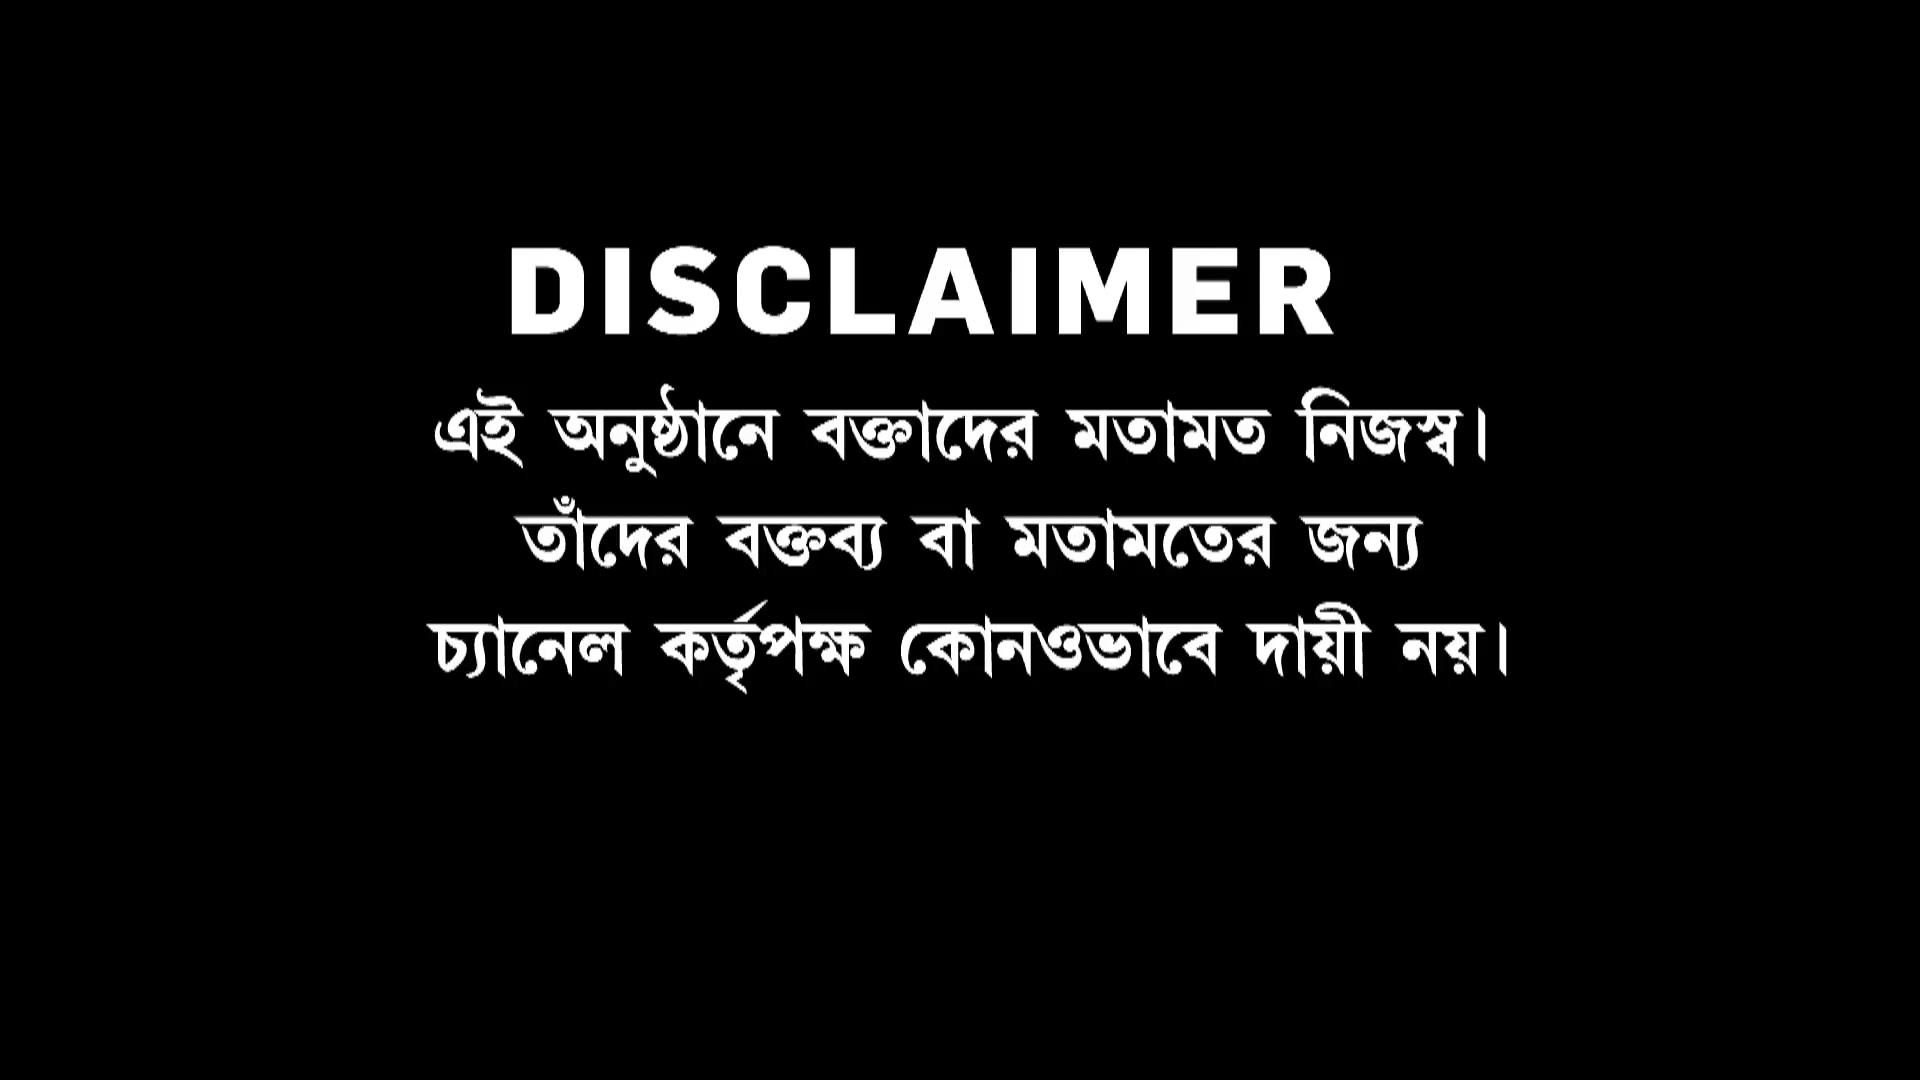 DISCLAIMER
এই অনুষ্ঠানে বক্তাদের মতামত নিজস্ব।
তাঁদের বক্তব্য বা মতামতের জন্য
চ্যানেল কর্তৃপক্ষ কোনওভাবে দায়ী নয়।